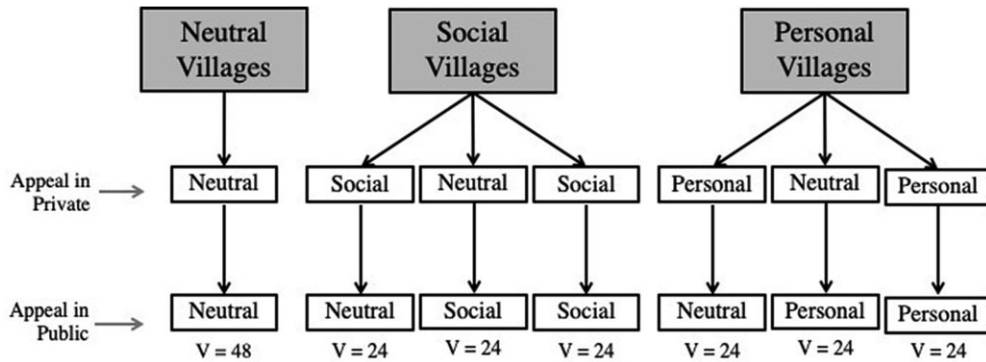 Neutral
Villages
Social
Villages
Personal
Villages
Appeal in
Private
Neutral
Social
Neutral
Social
Personal
Neutral
Personal
Appeal in
Public
Neutral
Neutral
Social
Social
Neutral
Personal
Personal
V = 48
V = 24
V = 24
V = 24
V = 24
V = 24
V = 24